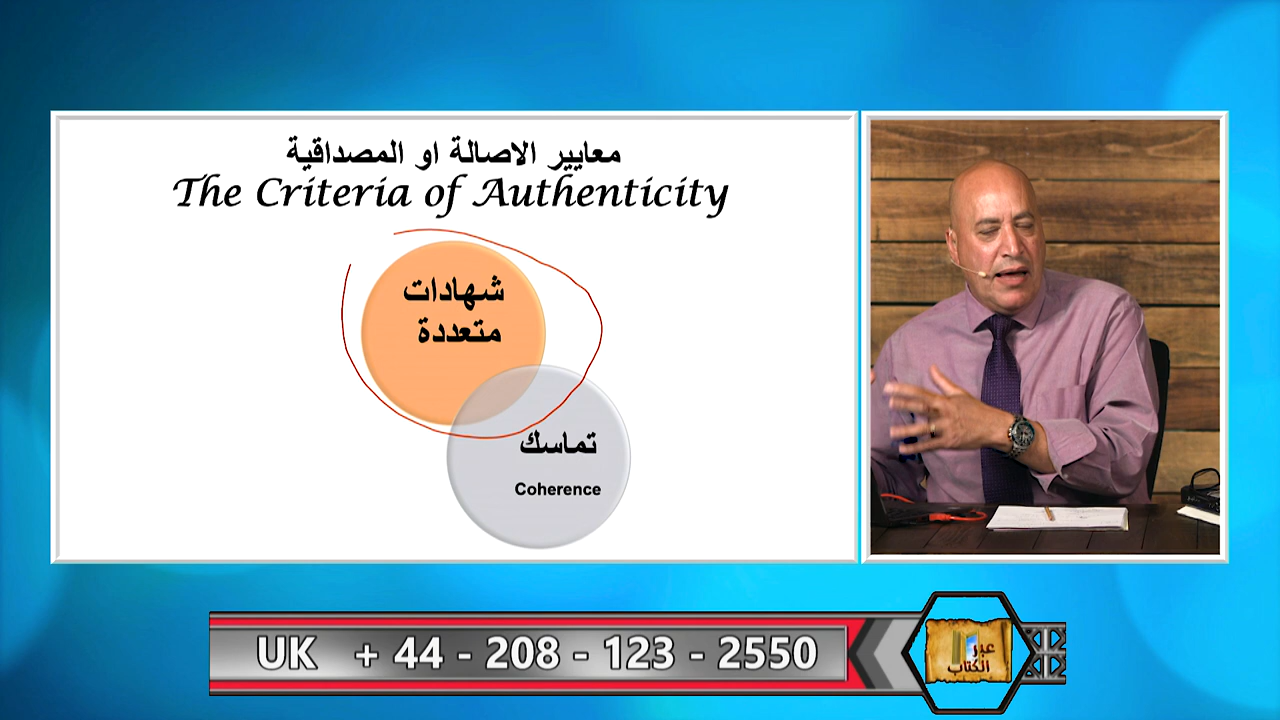 معايير الاصالة او المصداقية
The Criteria of Authenticity
شهادات
متعددة
تماسك
Coherence
UK + 44 - 208 - 123 - 2550
عبر
الكتاب